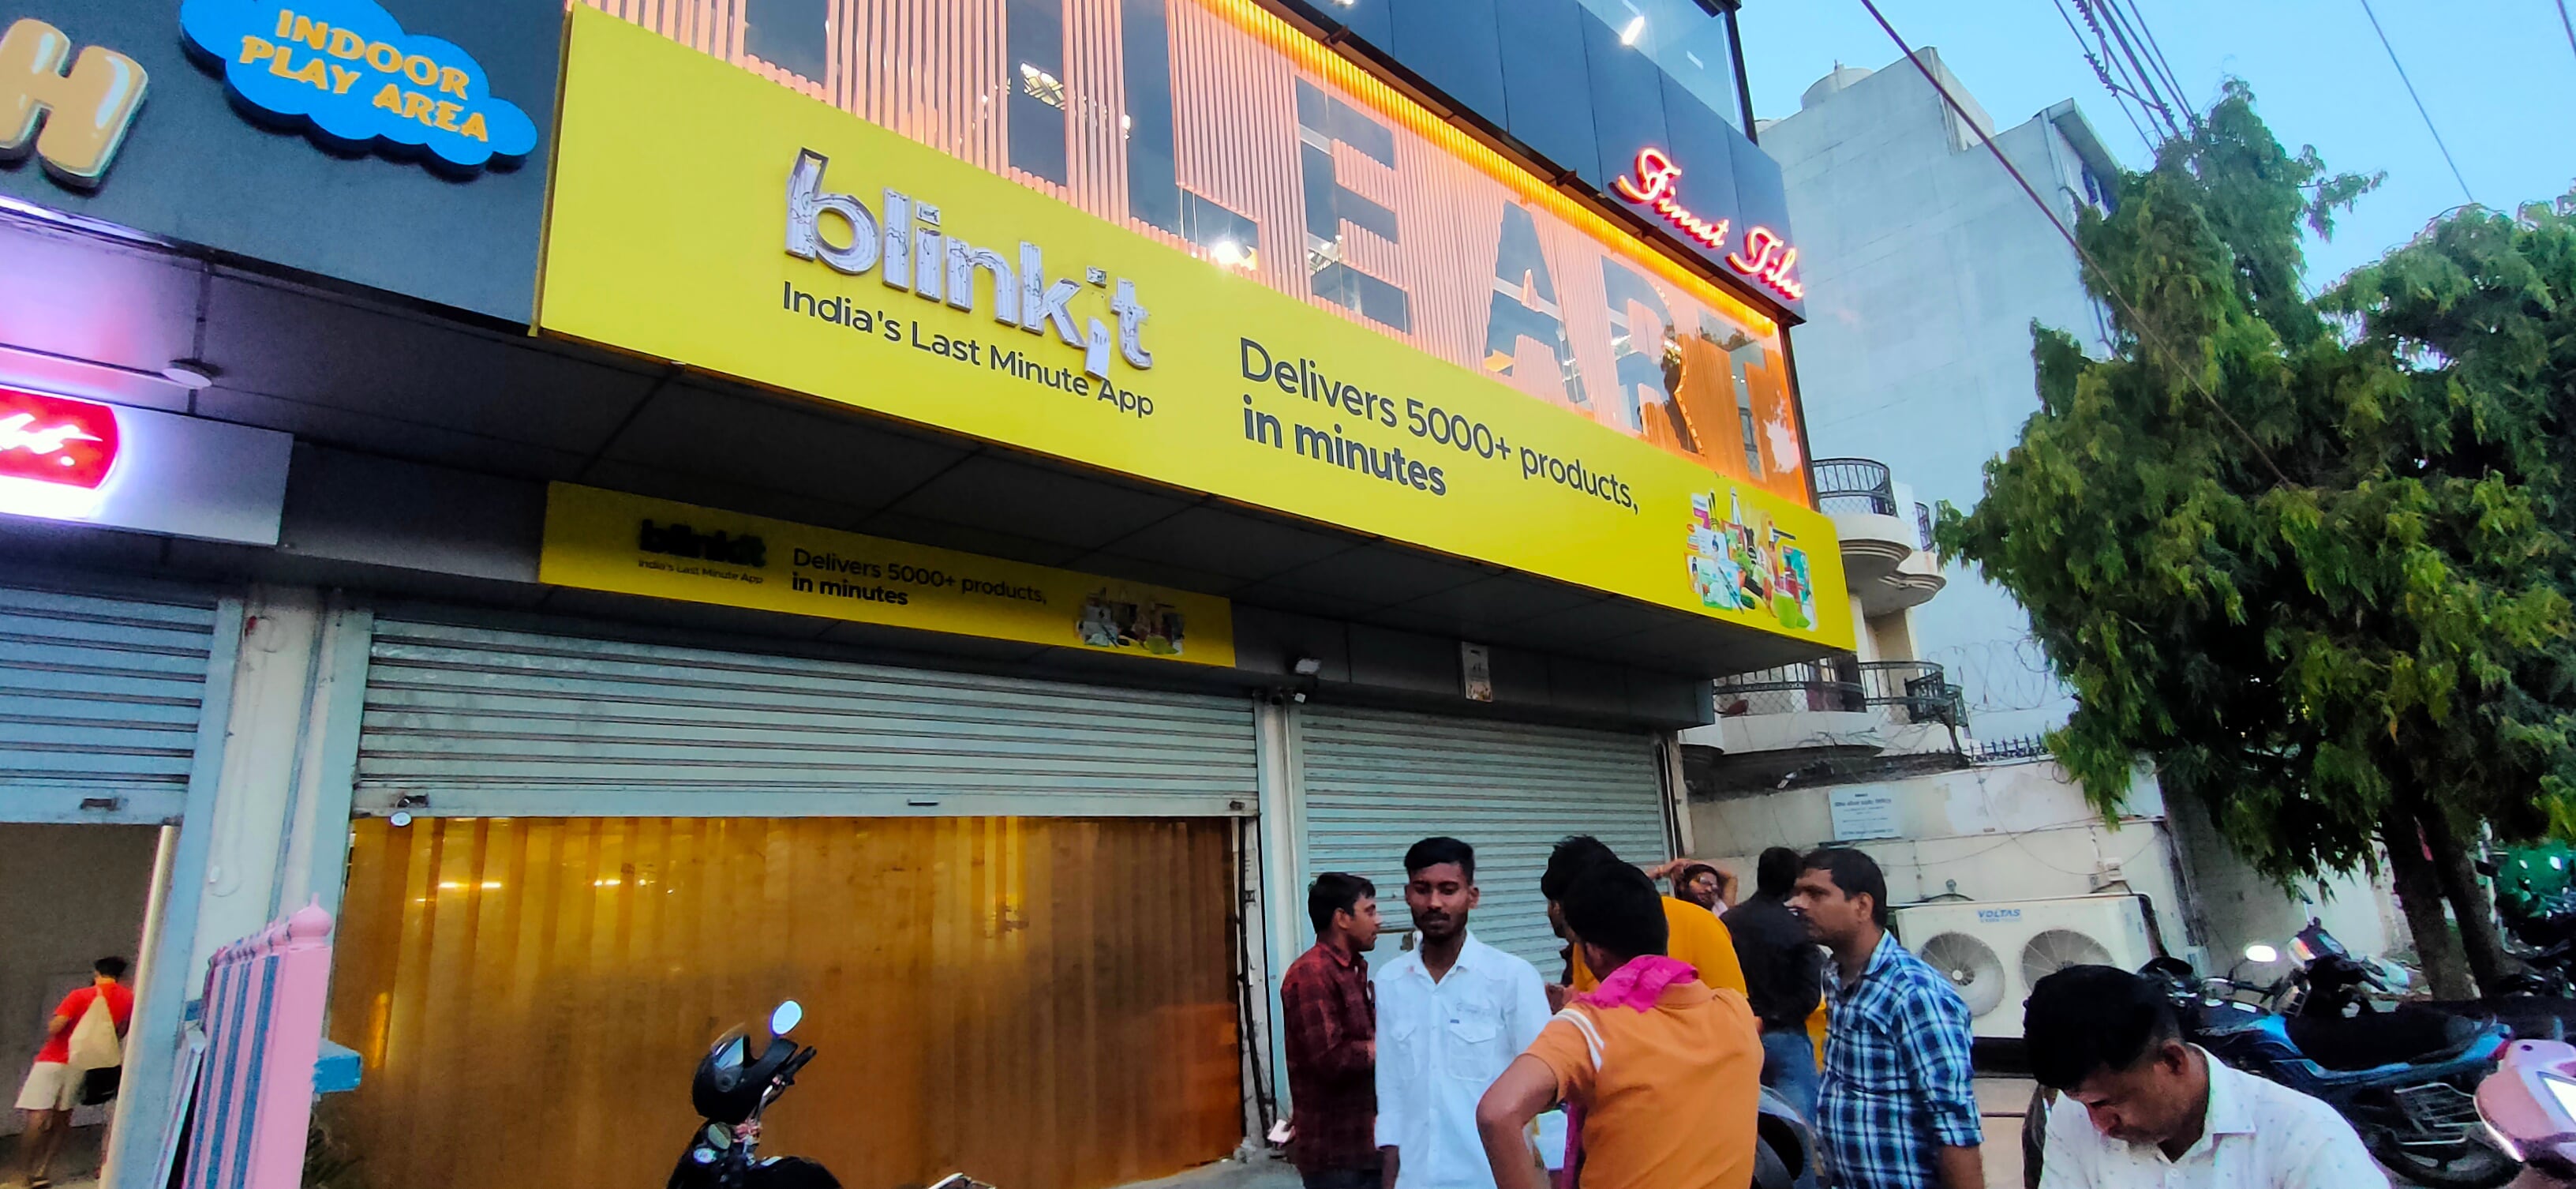 H
INDOOR
PLAY AREA
TILE ART
Finest Tiles
blinkit
India's Last Minute App
Delivers 5000+ products,
in minutes
blinkit
India's Last Minute App
Delivers 5000+ products,
in minutes
VOLTAS